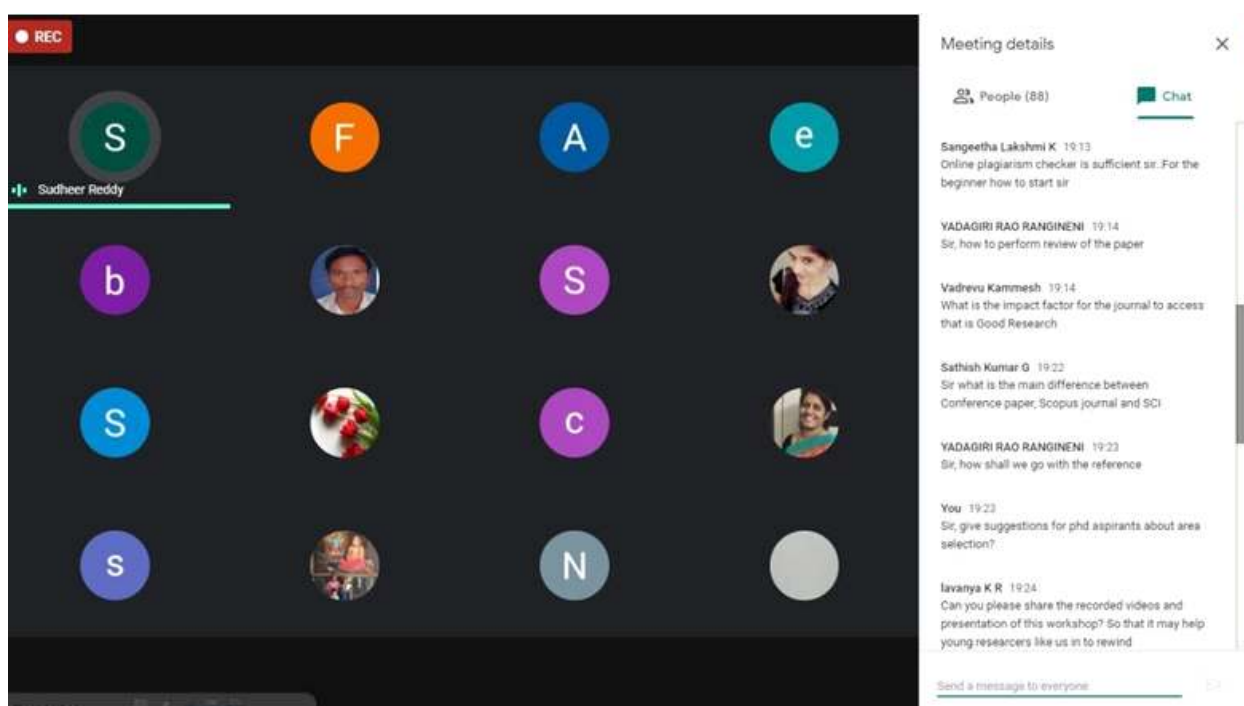 REC
S
Sudheer Reddy
F
A
e
b
S
S
c
s
N
Meeting details
People (88)
Chat
Sangeetha Lakshmi K 19:13
Online plagiarism checker is sufficient sir..For the
beginner how to start sir
YADAGIRI RAO RANGINENI 19:14
Sir, how to perform review of the paper
Vadrevu Kammesh 19:14
What is the impact factor for the journal to access
that is Good Research
Sathish Kumar G 19:22
Sir what is the main difference between
Conference paper, Scopus journal and SCI
YADAGIRI RAO RANGINENI 19:23
Sir, how shall we go with the reference
You 19:23
Sir, give suggestions for phd aspirants about area
selection?
lavanya K R 19:24
Can you please share the recorded videos and
presentation of this workshop? So that it may help
young researcers like us in to rewind
Send a message to everyone